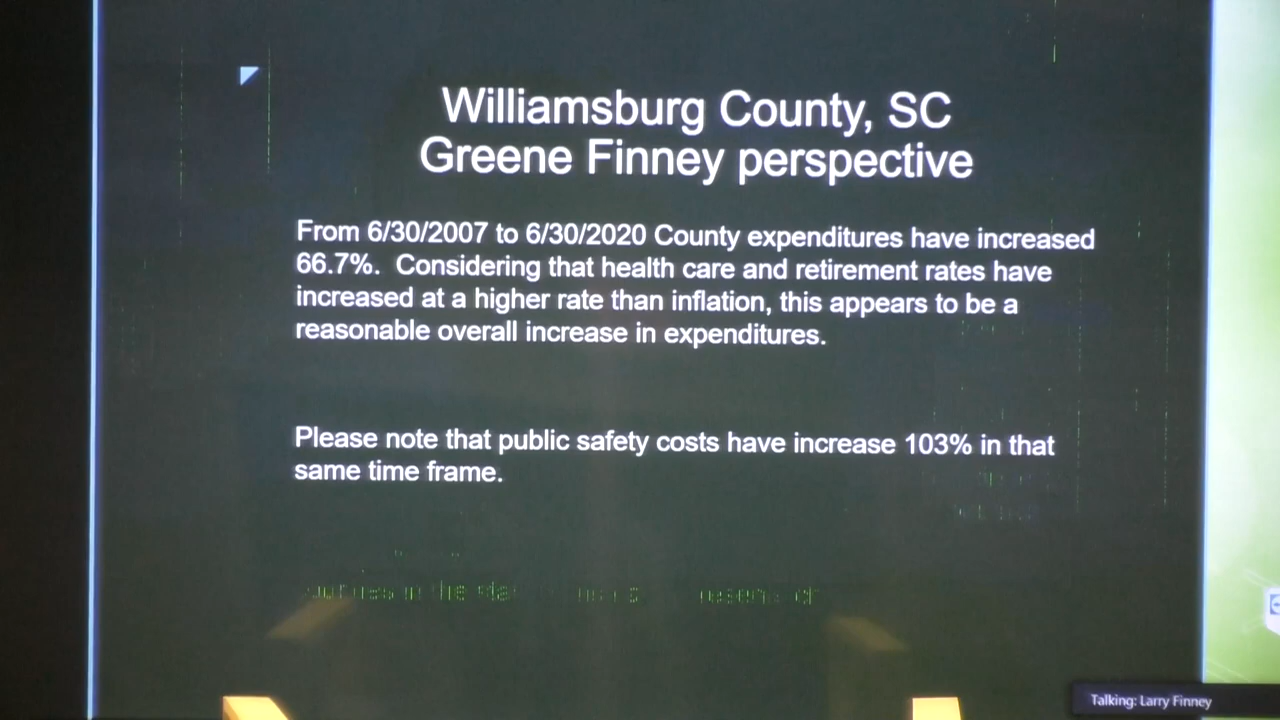 Williamsburg County, SC
Greene Finney perspective
From 6/30/2007 to 6/30/2020 County expenditures have increased
66.7%. Considering that health care and retirement rates have
increased at a higher rate than inflation, this appears to be a
reasonable overall increase in expenditures.
Please note that public safety costs have increase 103% in that
same time frame.
in the
Talking: Larry Finney